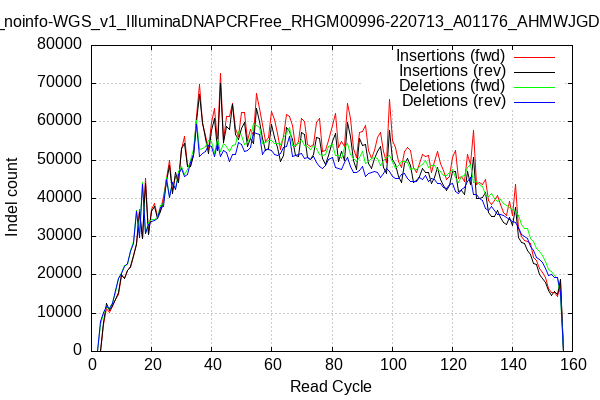 _noinfo-WGS_v1_IlluminaDNAPCRFree_RHGM00996-220713_A01176_AHMWJGD
80000
70000
60000
50000
40000
30000
20000
10000
0
Indel count
Insertions (fwd)
Insertions (rev)
Deletions (fwd)
Deletions (rev)
0 20 40 60 80 100 120 140 160
Read Cycle